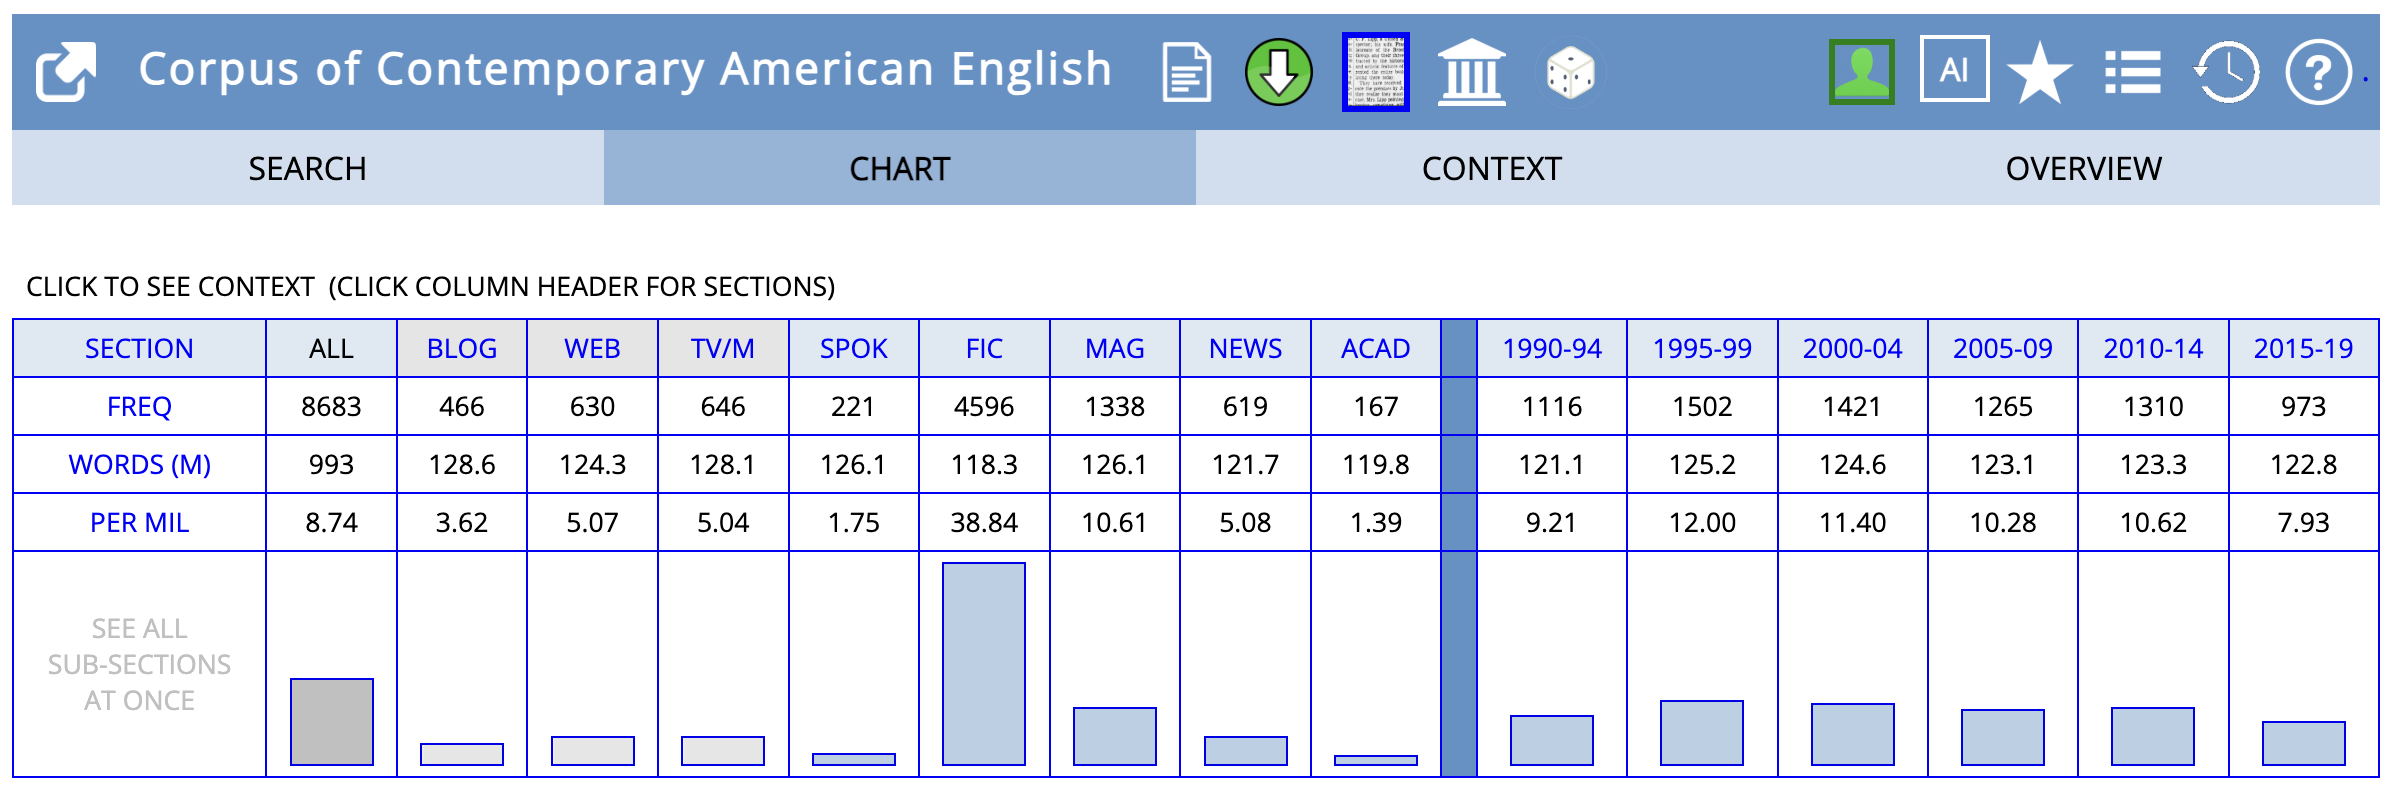 Corpus of Contemporary American English AI ?
SEARCH CHART CONTEXT OVERVIEW
CLICK TO SEE CONTEXT (CLICK COLUMN HEADER FOR SECTIONS)
SECTION ALL BLOG WEB TV/M SPOK FIC MAG NEWS ACAD 1990-94 1995-99 2000-04 2005-09 2010-14 2015-19
FREQ 8683 466 630 646 221 4596 1338 619 167 1116 1502 1421 1265 1310 973
WORDS (M) 993 128.6 124.3 128.1 126.1 118.3 126.1 121.7 119.8 121.1 125.2 124.6 123.1 123.3 122.8
PER MIL 8.74 3.62 5.07 5.04 1.75 38.84 10.61 5.08 1.39 9.21 12.00 11.40 10.28 10.62 7.93
SEE ALL
SUB-SECTIONS
AT ONCE